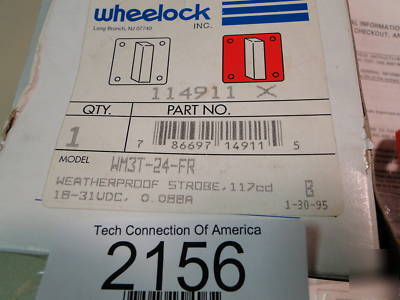 wheelock
INC.
Long Branch, NJ 07740
114911 X
QTY.
PART NO.
1
7 86697 14911 5
MODEL
WM3T-24-FR
WEATHERPROOF STROBE, 117cd
B
18-31VDC, 0.088A
1-30-95
Tech Connection Of America
2156